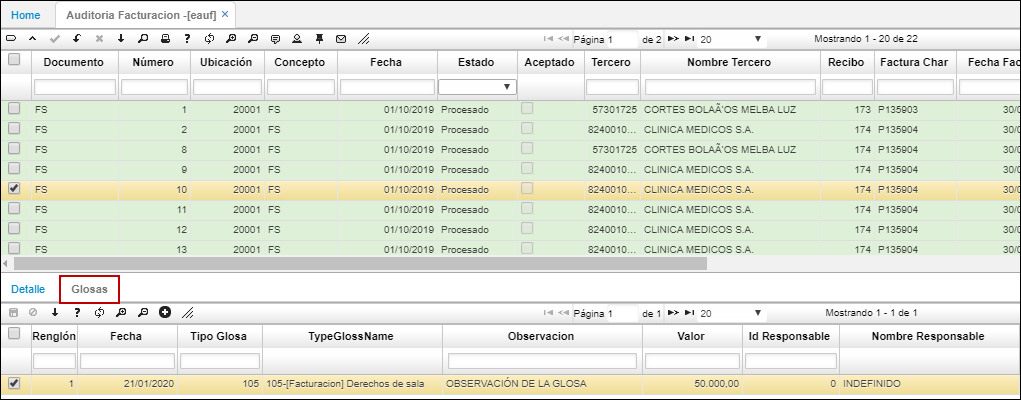 Home Auditoria Facturacion -[eauf] ×
Página 1 de 2 20 Mostrando 1 - 20 de 22
Documento Número Ubicación Concepto Fecha Estado Aceptado Tercero Nombre Tercero Recibo Factura Char Fecha Fac
FS 1 20001 FS 01/10/2019 Procesado 57301725 CORTES BOLAÃ'OS MELBA LUZ 173 P135903 30/0
FS 2 20001 FS 01/10/2019 Procesado 8240010... CLINICA MEDICOS S.A. 174 P135904 30/0
FS 8 20001 FS 01/10/2019 Procesado 57301725 CORTES BOLAÃ'OS MELBA LUZ 174 P135904 30/0
FS 9 20001 FS 01/10/2019 Procesado 8240010... CLINICA MEDICOS S.A. 174 P135904 30/0
FS 10 20001 FS 01/10/2019 Procesado 8240010... CLINICA MEDICOS S.A. 174 P135904 30/0
FS 11 20001 FS 01/10/2019 Procesado 8240010... CLINICA MEDICOS S.A. 174 P135904 30/0
FS 12 20001 FS 01/10/2019 Procesado 8240010... CLINICA MEDICOS S.A. 174 P135904 30/0
FS 13 20001 FS 01/10/2019 Procesado 8240010... CLINICA MEDICOS S.A. 174 P135904 30/0
Detalle Glosas
Página 1 de 1 20 Mostrando 1 - 1 de 1
Renglón Fecha Tipo Glosa TypeGlossName Observacion Valor Id Responsable Nombre Responsable
1 21/01/2020 105 105-[Facturacion] Derechos de sala OBSERVACIÓN DE LA GLOSA 50.000,00 0 INDEFINIDO